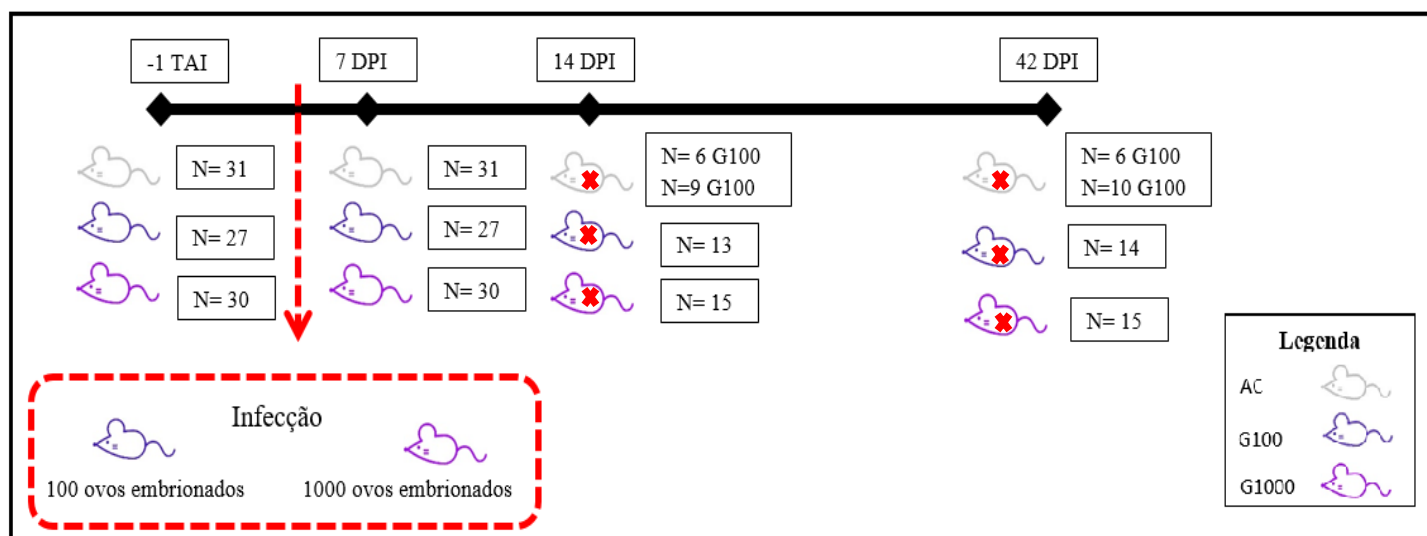 -1 TAI
7 DPI
14 DPI
42 DPI
N= 31
N= 31
N= 6 G100
N=9 G100
N= 6 G100
N=10 G100
N= 27
N= 27
N= 13
N= 14
N= 30
N= 30
N= 15
N= 15
Infecção
100 ovos embrionados
1000 ovos embrionados
Legenda
AC
G100
G1000